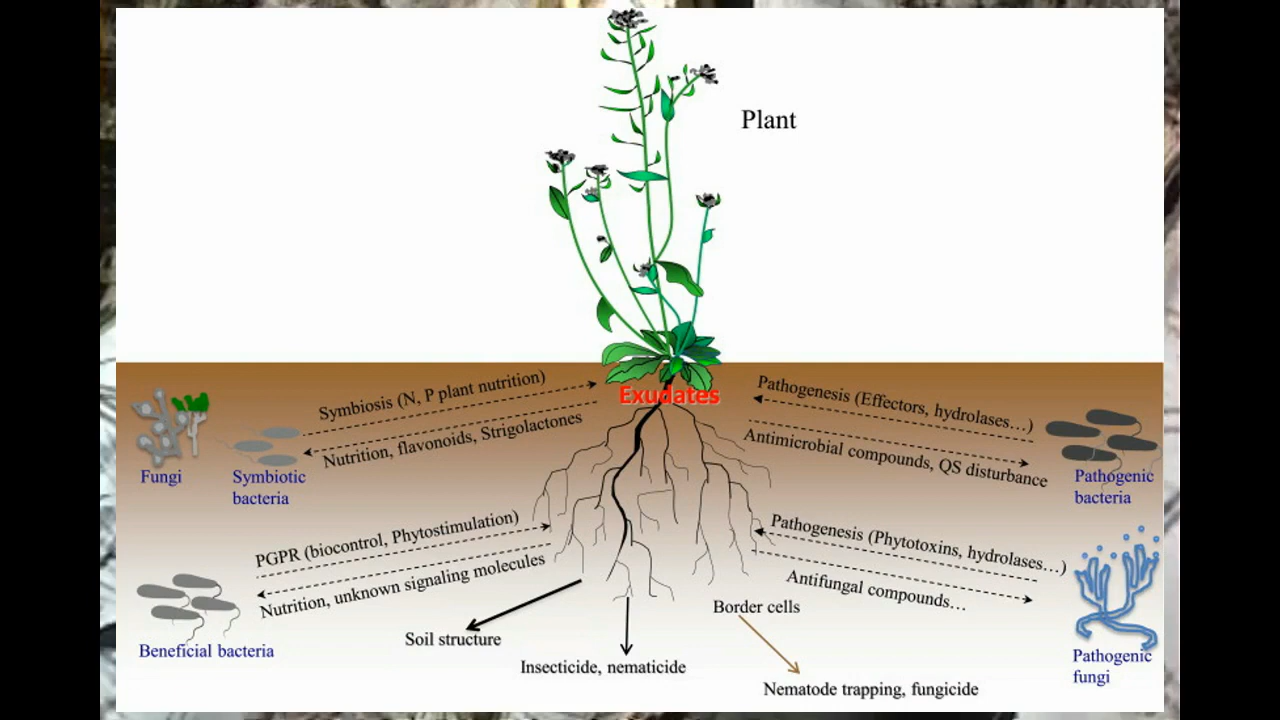 Plant
Exudates
Symbiosis (N, P plant nutrition)
Nutrition, flavonoids, Strigolactones
Fungi
Symbiotic
bacteria
Pathogenesis (Effectors, hydrolases…)
Antimicrobial compounds, QS disturbance
Pathogenic
bacteria
PGPR (biocontrol, Phytostimulation)
Nutrition, unknown signaling molecules
Beneficial bacteria
Pathogenesis (Phytotoxins, hydrolases…)
Antifungal compounds…
Pathogenic
fungi
Border cells
Soil structure
Insecticide, nematicide
Nematode trapping, fungicide